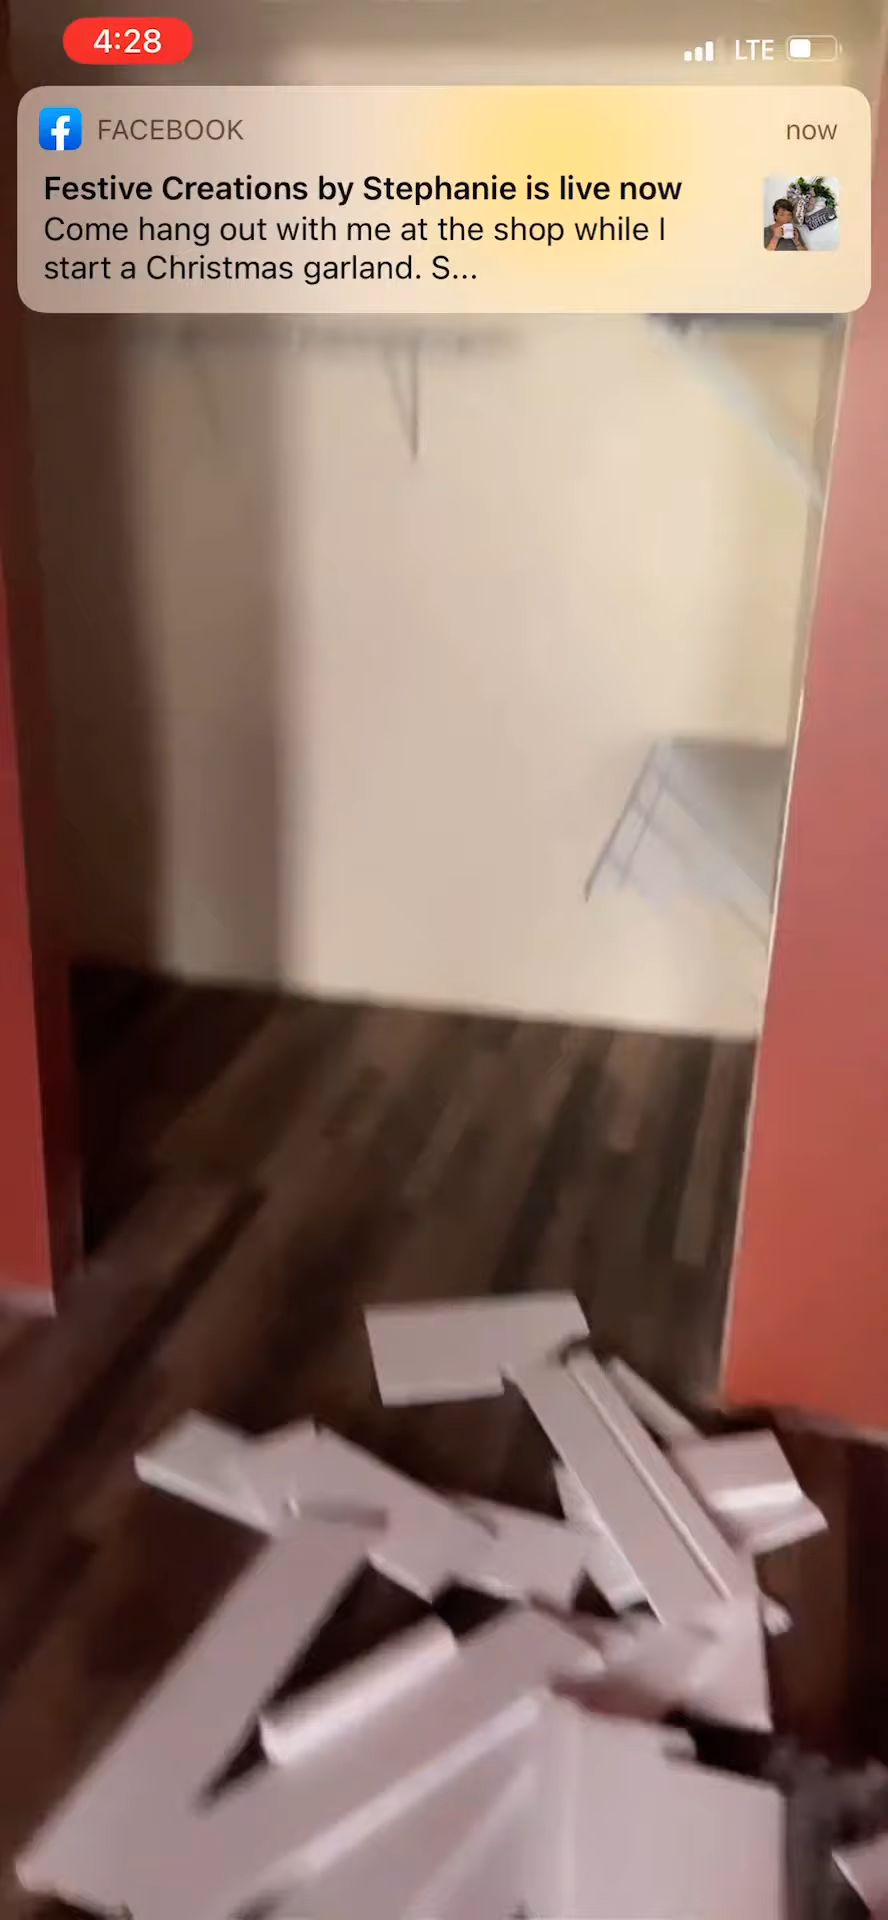 4:28
LTE
FACEBOOK
now
Festive Creations by Stephanie is live now
Come hang out with me at the shop while I
start a Christmas garland. S...